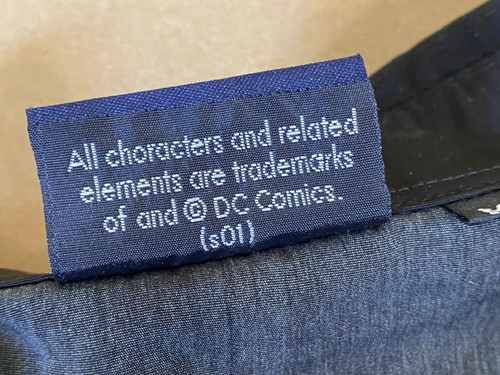 All characters and related
elements are trademarks
of and © DC Comics.
(s01)